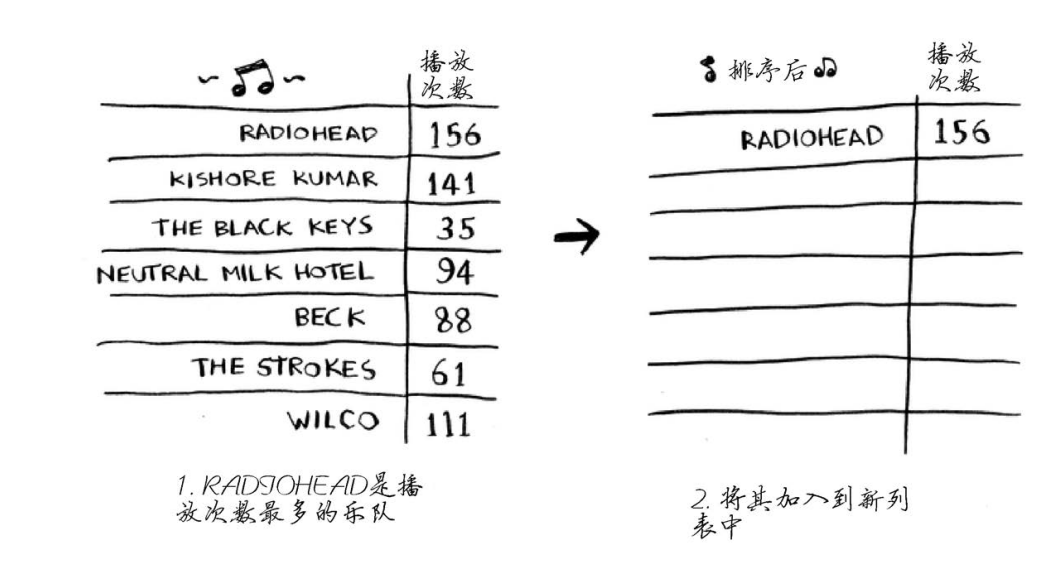 播放
次数
RADIOHEAD 156
KISHORE KUMAR 141
THE BLACK KEYS 35
NEUTRAL MILK HOTEL 94
BECK 88
THE STROKES 61
WILCO 111
1. RADIOHEAD是播
放次数最多的乐队
排序后
播放
次数
RADIOHEAD 156
2. 将其加入到新列
表中